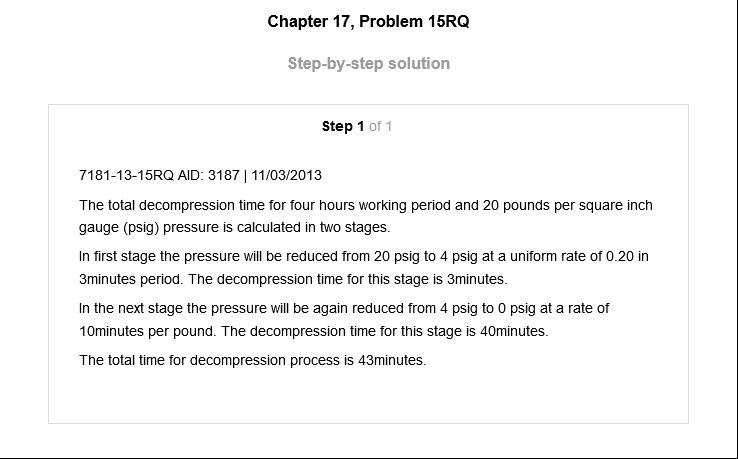 Chapter 17, Problem 15RQ
Step-by-step solution
Step 1 of 1
7181-13-15RQ AID: 3187 | 11/03/2013
The total decompression time for four hours working period and 20 pounds per square inch
gauge (psig) pressure is calculated in two stages.
In first stage the pressure will be reduced from 20 psig to 4 psig at a uniform rate of 0.20 in
3minutes period. The decompression time for this stage is 3minutes.
In the next stage the pressure will be again reduced from 4 psig to 0 psig at a rate of
10minutes per pound. The decompression time for this stage is 40minutes.
The total time for decompression process is 43minutes.